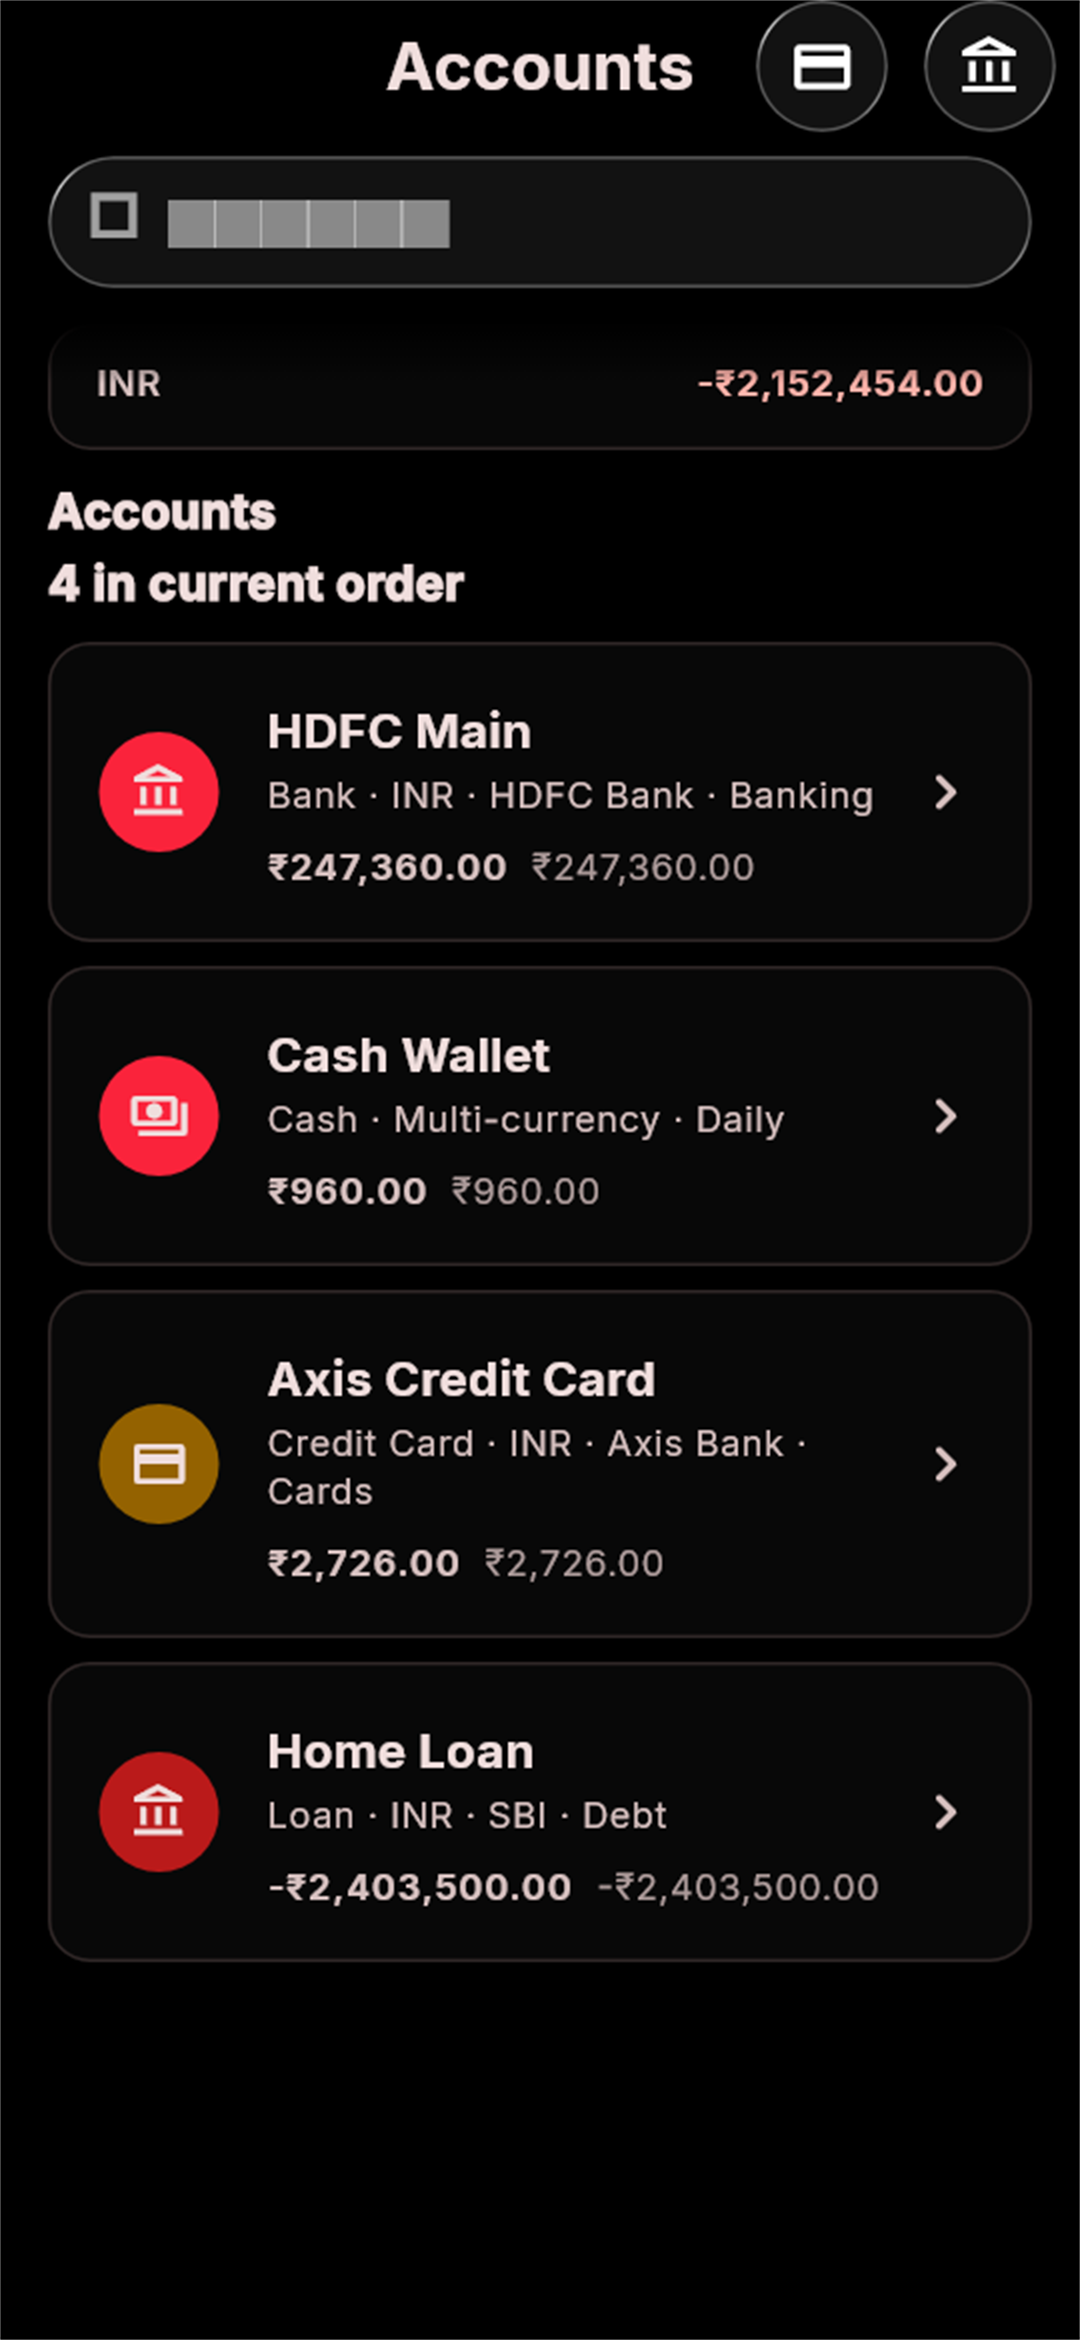 Accounts
INR -₹2,152,454.00
Accounts
4 in current order
HDFC Main
Bank · INR · HDFC Bank · Banking
₹247,360.00 ₹247,360.00
Cash Wallet
Cash · Multi-currency · Daily
₹960.00 ₹960.00
Axis Credit Card
Credit Card · INR · Axis Bank ·
Cards
₹2,726.00 ₹2,726.00
Home Loan
Loan · INR · SBI · Debt
-₹2,403,500.00 -₹2,403,500.00